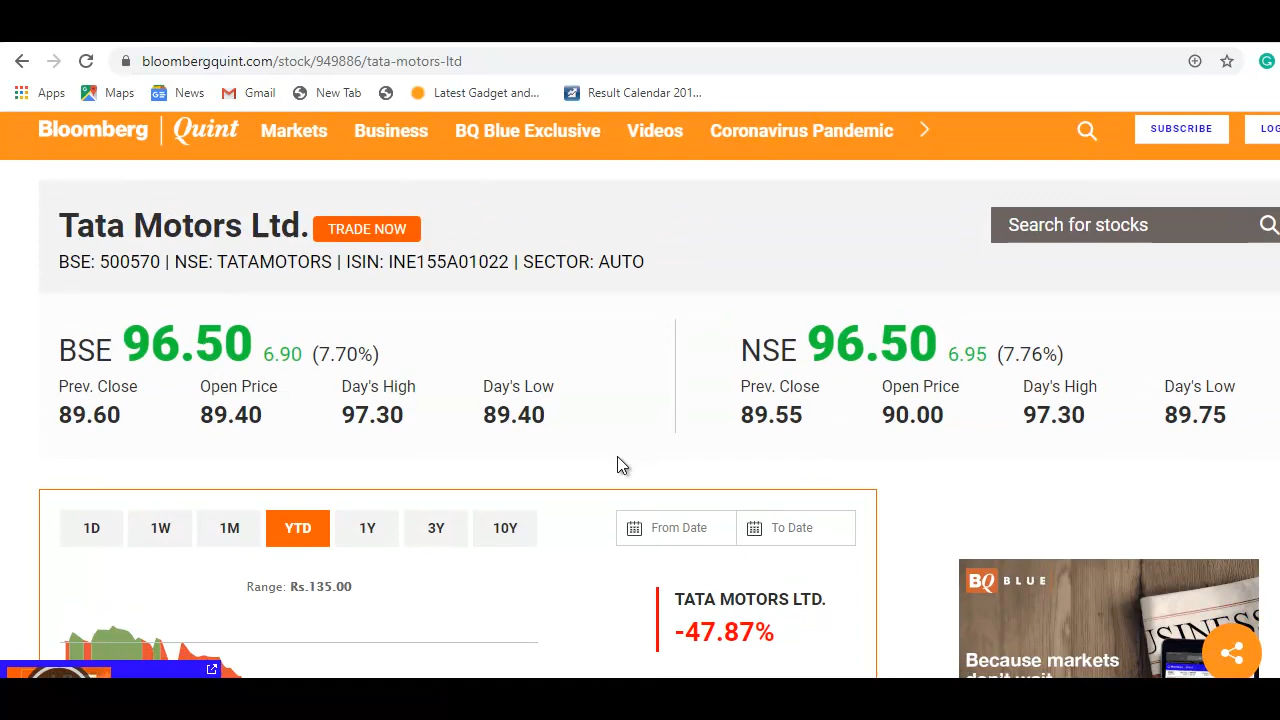 bloombergquint.com/stock/949886/tata-motors-ltd
Apps Maps News Gmail New Tab Latest Gadget and... Result Calendar 201...
Bloomberg | Quint Markets Business BQ Blue Exclusive Videos Coronavirus Pandemic SUBSCRIBE LOG
Tata Motors Ltd. TRADE NOW
Search for stocks
BSE: 500570 | NSE: TATAMOTORS | ISIN: INE155A01022 | SECTOR: AUTO
BSE 96.50 6.90 (7.70%)
Prev. Close Open Price Day's High Day's Low
89.60 89.40 97.30 89.40
NSE 96.50 6.95 (7.76%)
Prev. Close Open Price Day's High Day's Low
89.55 90.00 97.30 89.75
1D 1W 1M YTD 1Y 3Y 10Y From Date To Date
Range: Rs.135.00
TATA MOTORS LTD.
-47.87%
BQ BLUE
Because markets
don't wait